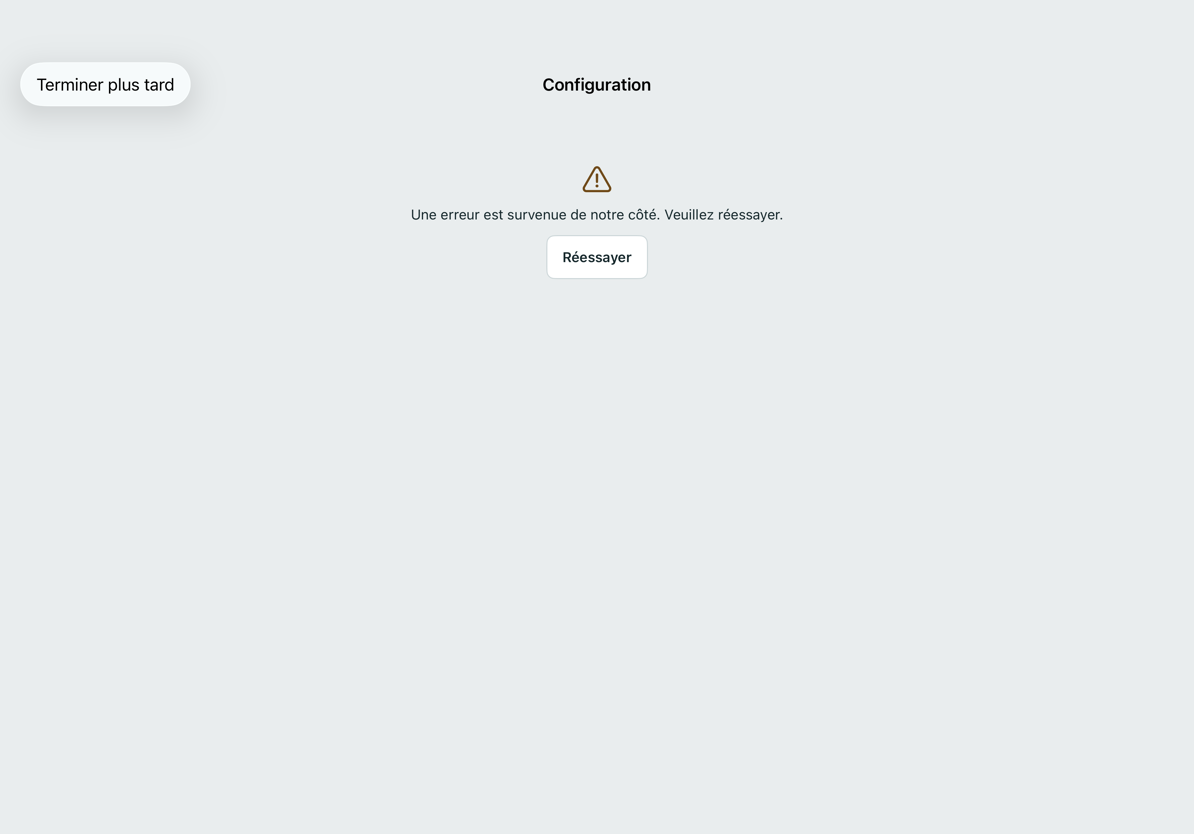 Terminer plus tard
Configuration
Une erreur est survenue de notre côté. Veuillez réessayer.
Réessayer